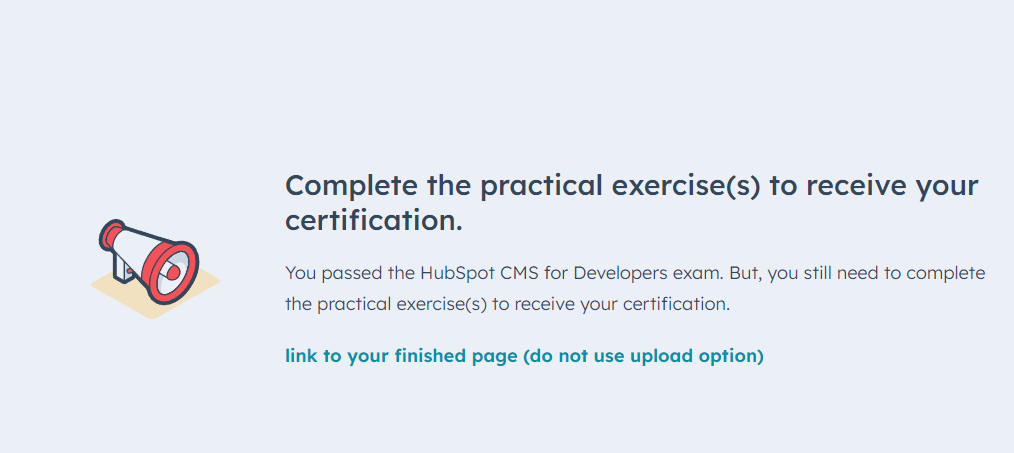 Complete the practical exercise(s) to receive your
certification.
You passed the HubSpot CMS for Developers exam. But, you still need to complete
the practical exercise(s) to receive your certification.
link to your finished page (do not use upload option)